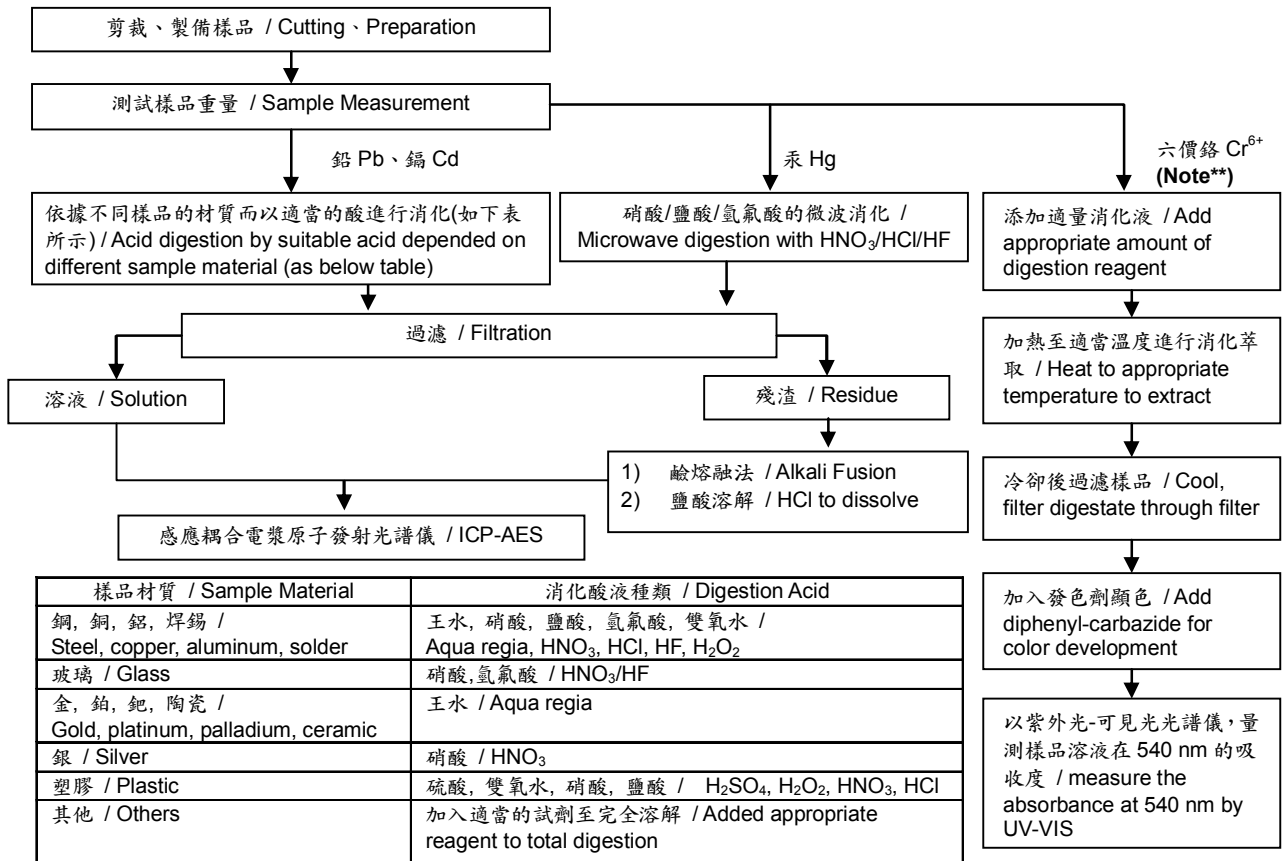 剪裁、製備樣品 / Cutting、Preparation
測試樣品重量 / Sample Measurement
鉛 Pb、鎘 Cd
汞 Hg
六價鉻 Cr⁶⁺
(Note**)
依據不同樣品的材質而以適當的酸進行消化(如下表
所示) / Acid digestion by suitable acid depended on
different sample material (as below table)
硝酸/鹽酸/氫氟酸的微波消化 /
Microwave digestion with HNO₃/HCl/HF
添加適量消化液 / Add
appropriate amount of
digestion reagent
過濾 / Filtration
加熱至適當溫度進行消化萃
取 / Heat to appropriate
temperature to extract
溶液 / Solution
殘渣 / Residue
1) 鹼熔融法 / Alkali Fusion
2) 鹽酸溶解 / HCl to dissolve
冷卻後過濾樣品 / Cool,
filter digestate through filter
感應耦合電漿原子發射光譜儀 / ICP-AES
加入發色劑顯色 / Add
diphenyl-carbazide for
color development
以紫外光-可見光光譜儀,量
測樣品溶液在 540 nm 的吸
收度 / measure the
absorbance at 540 nm by
UV-VIS
樣品材質 / Sample Material
消化酸液種類 / Digestion Acid
鋼, 銅, 鋁, 焊錫 /
Steel, copper, aluminum, solder
王水, 硝酸, 鹽酸, 氫氟酸, 雙氧水 /
Aqua regia, HNO₃, HCl, HF, H₂O₂
玻璃 / Glass
硝酸,氫氟酸 / HNO₃/HF
金, 鉑, 鈀, 陶瓷 /
Gold, platinum, palladium, ceramic
王水 / Aqua regia
銀 / Silver
硝酸 / HNO₃
塑膠 / Plastic
硫酸, 雙氧水, 硝酸, 鹽酸 / H₂SO₄, H₂O₂, HNO₃, HCl
其他 / Others
加入適當的試劑至完全溶解 / Added appropriate
reagent to total digestion